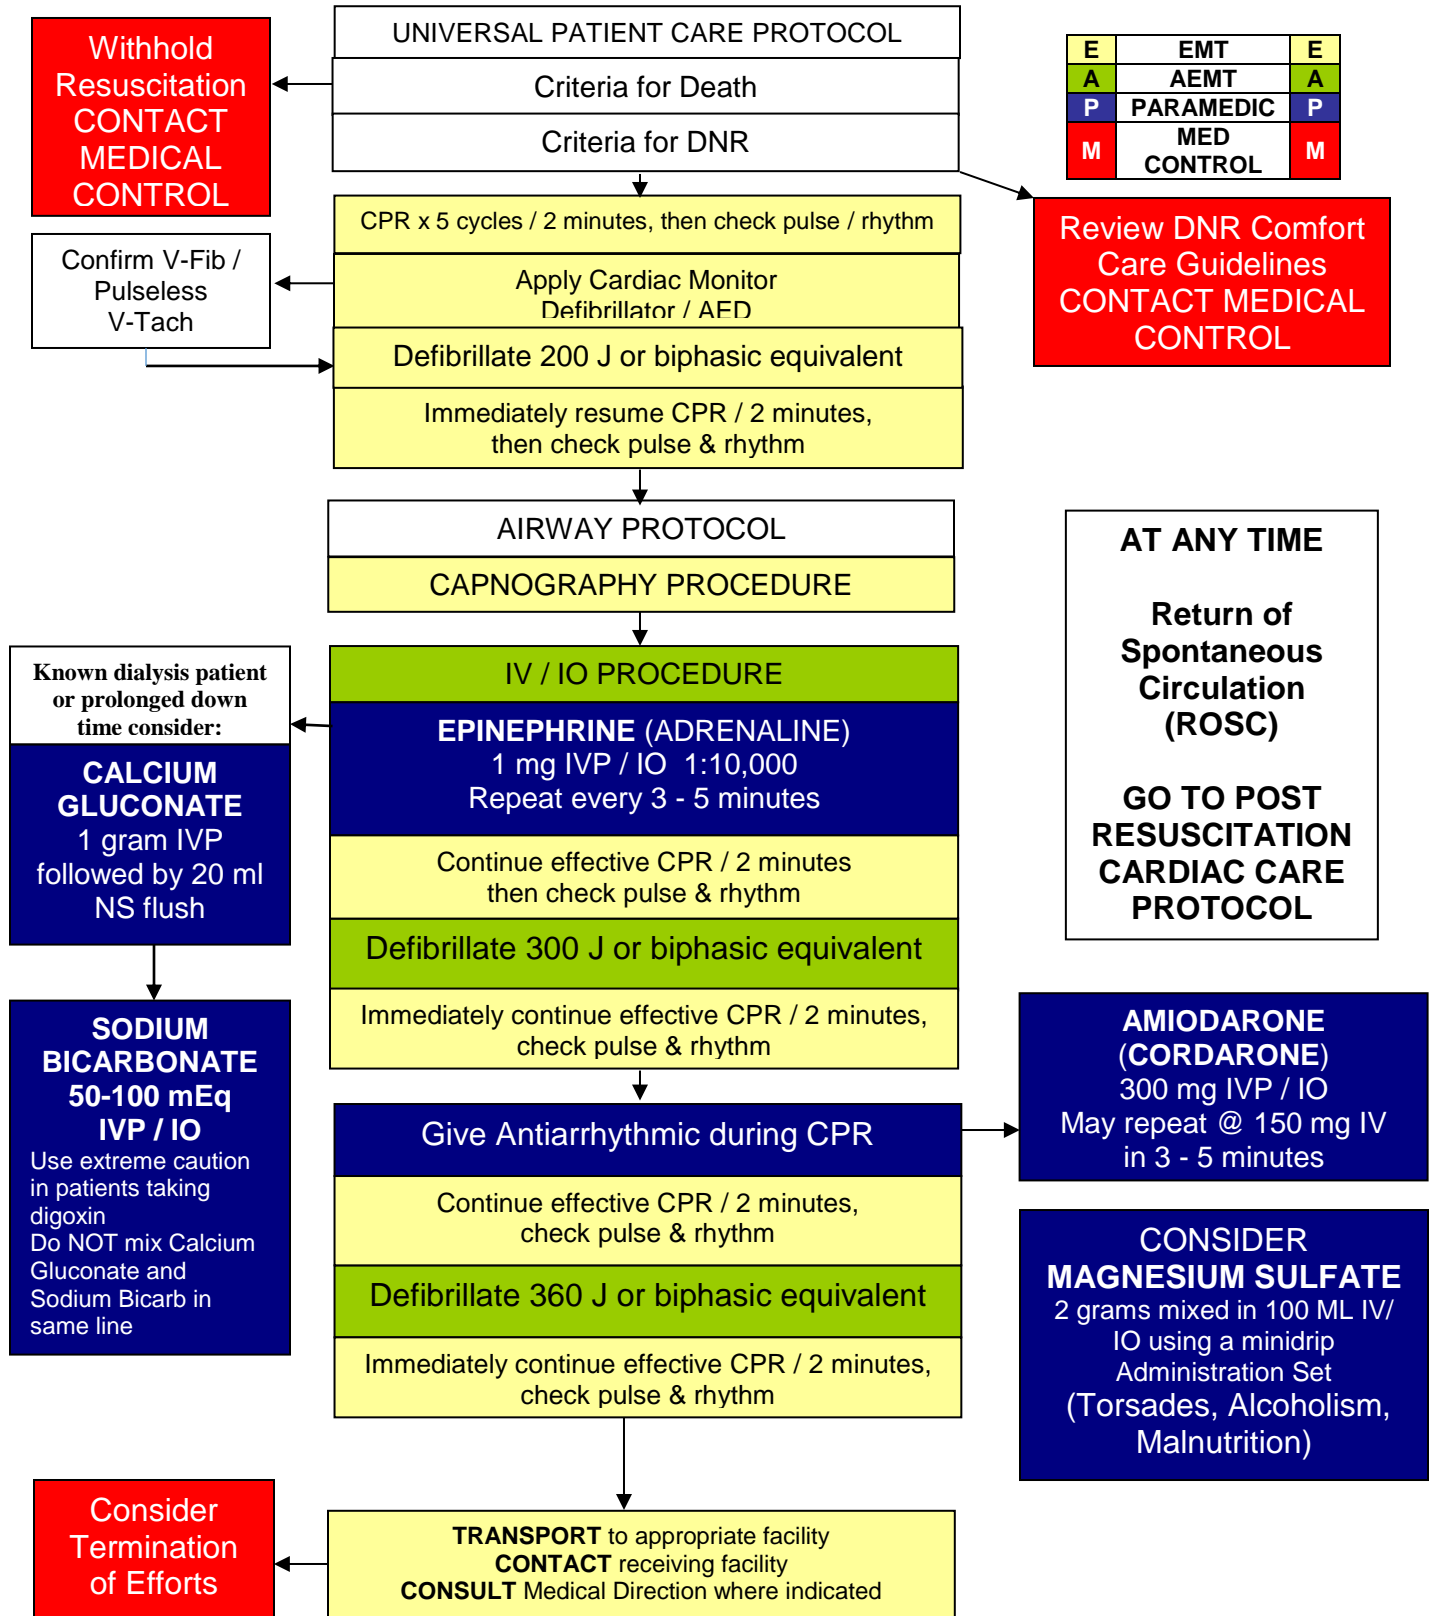 UNIVERSAL PATIENT CARE PROTOCOL
Criteria for Death
Criteria for DNR
Withhold
Resuscitation
CONTACT
MEDICAL
CONTROL
E EMT E
A AEMT A
P PARAMEDIC P
M MED CONTROL M
Review DNR Comfort
Care Guidelines
CONTACT MEDICAL
CONTROL
CPR x 5 cycles / 2 minutes, then check pulse / rhythm
Apply Cardiac Monitor
Defibrillator / AED
Confirm V-Fib /
Pulseless
V-Tach
Defibrillate 200 J or biphasic equivalent
Immediately resume CPR / 2 minutes,
then check pulse & rhythm
AIRWAY PROTOCOL
CAPNOGRAPHY PROCEDURE
AT ANY TIME
Return of
Spontaneous
Circulation
(ROSC)
GO TO POST
RESUSCITATION
CARDIAC CARE
PROTOCOL
IV / IO PROCEDURE
EPINEPHRINE (ADRENALINE)
1 mg IVP / IO 1:10,000
Repeat every 3 - 5 minutes
Known dialysis patient
or prolonged down
time consider:
CALCIUM
GLUCONATE
1 gram IVP
followed by 20 ml
NS flush
SODIUM
BICARBONATE
50-100 mEq
IVP / IO
Use extreme caution
in patients taking
digoxin
Do NOT mix Calcium
Gluconate and
Sodium Bicarb in
same line
Continue effective CPR / 2 minutes
then check pulse & rhythm
Defibrillate 300 J or biphasic equivalent
Immediately continue effective CPR / 2 minutes,
check pulse & rhythm
Give Antiarrhythmic during CPR
AMIODARONE
(CORDARONE)
300 mg IVP / IO
May repeat @ 150 mg IV
in 3 - 5 minutes
CONSIDER
MAGNESIUM SULFATE
2 grams mixed in 100 ML IV/
IO using a minidrip
Administration Set
(Torsades, Alcoholism,
Malnutrition)
Continue effective CPR / 2 minutes,
check pulse & rhythm
Defibrillate 360 J or biphasic equivalent
Immediately continue effective CPR / 2 minutes,
check pulse & rhythm
TRANSPORT to appropriate facility
CONTACT receiving facility
CONSULT Medical Direction where indicated
Consider
Termination
of Efforts